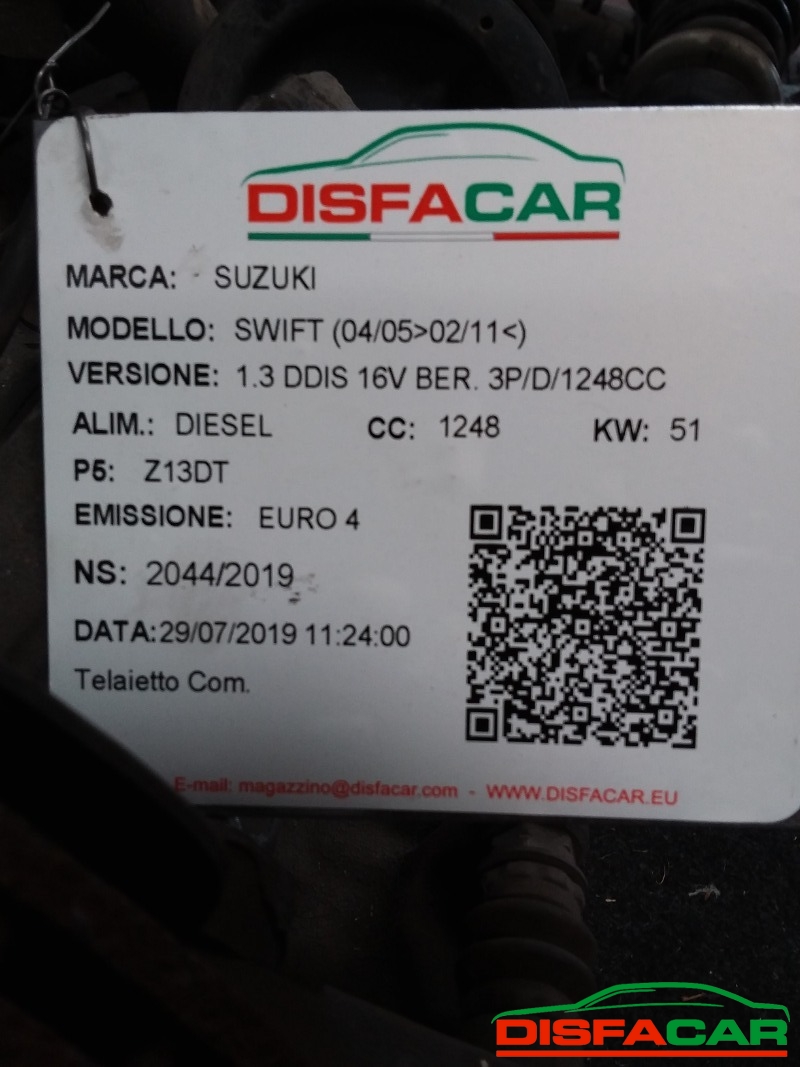 DISFACAR
MARCA: SUZUKI
MODELLO: SWIFT (04/05>02/11<)
VERSIONE: 1.3 DDIS 16V BER. 3P/D/1248CC
ALIM.: DIESEL CC: 1248 KW: 51
P5: Z13DT
EMISSIONE: EURO 4
NS: 2044/2019
DATA:29/07/2019 11:24:00
Telaietto Com.
E-mail: magazzino@disfacar.com - WWW.DISFACAR.EU
DISFACAR